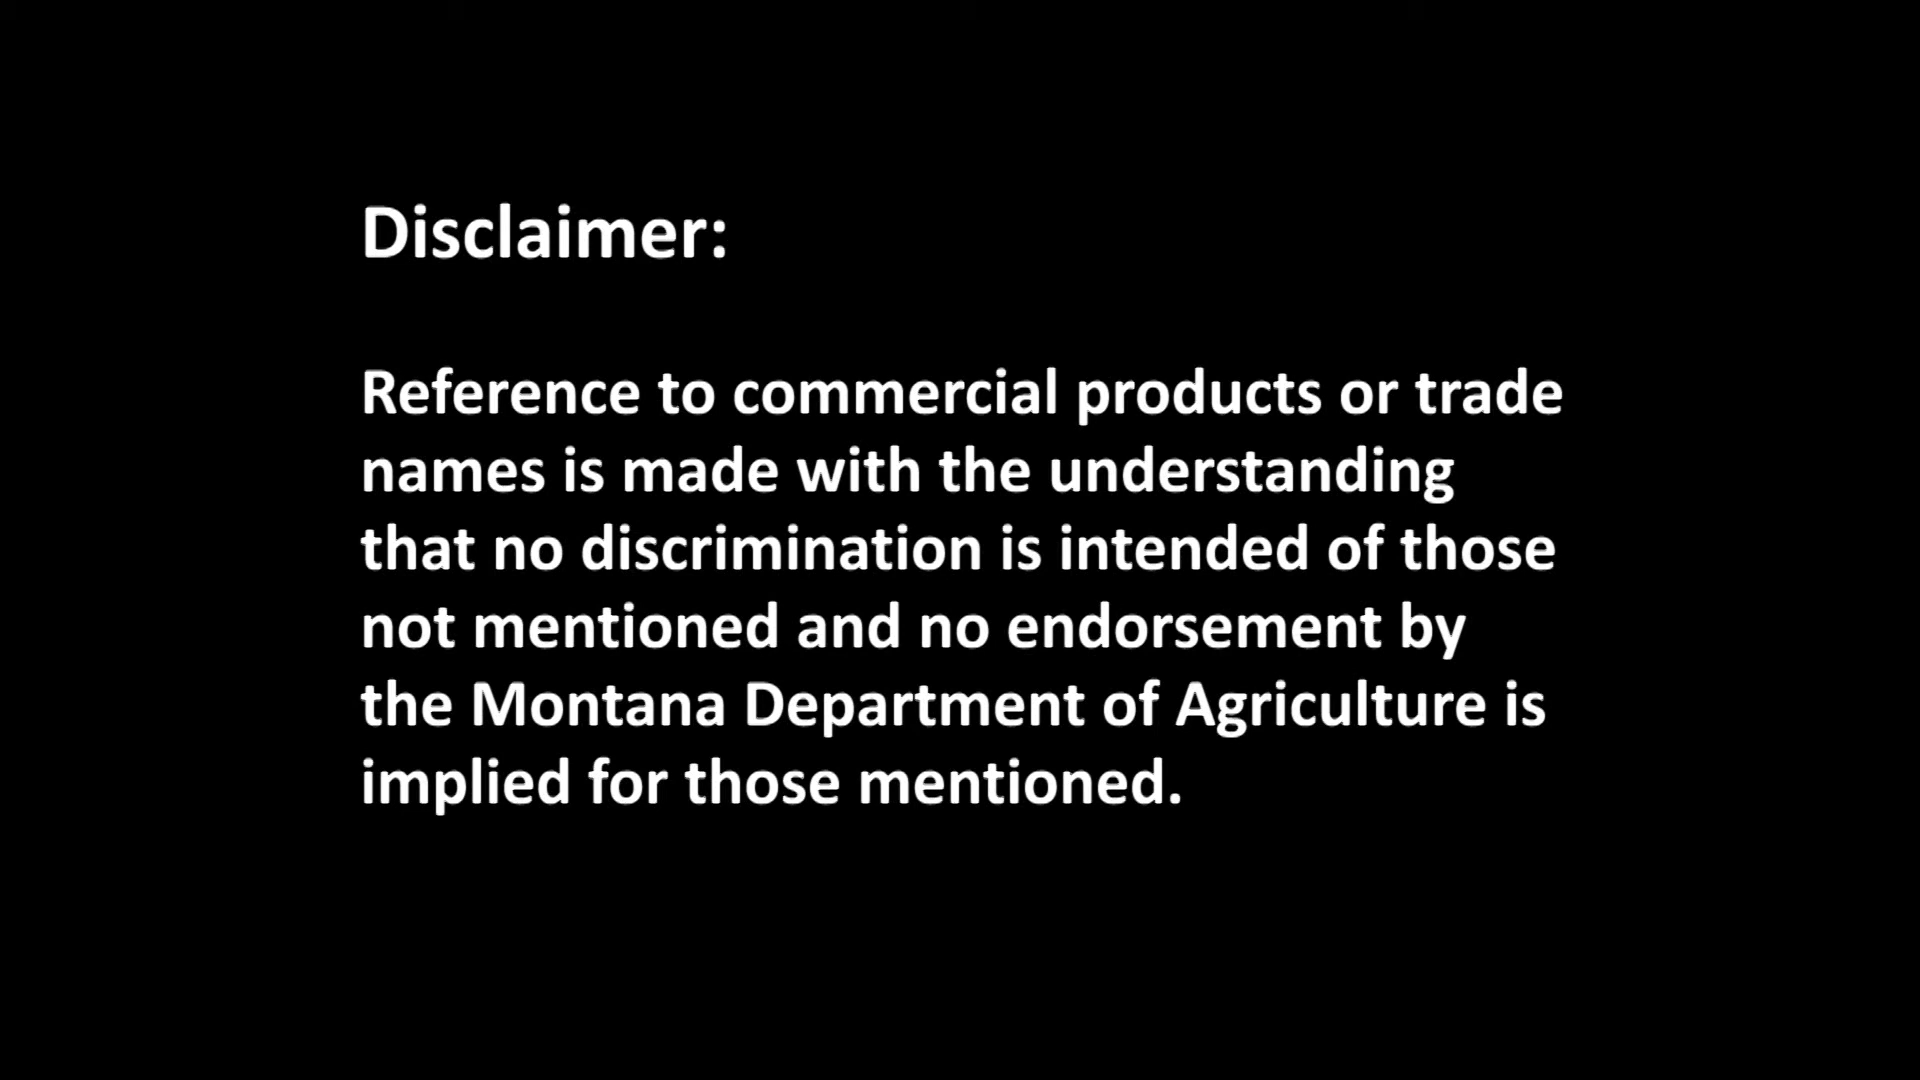 Disclaimer:
Reference to commercial products or trade
names is made with the understanding
that no discrimination is intended of those
not mentioned and no endorsement by
the Montana Department of Agriculture is
implied for those mentioned.